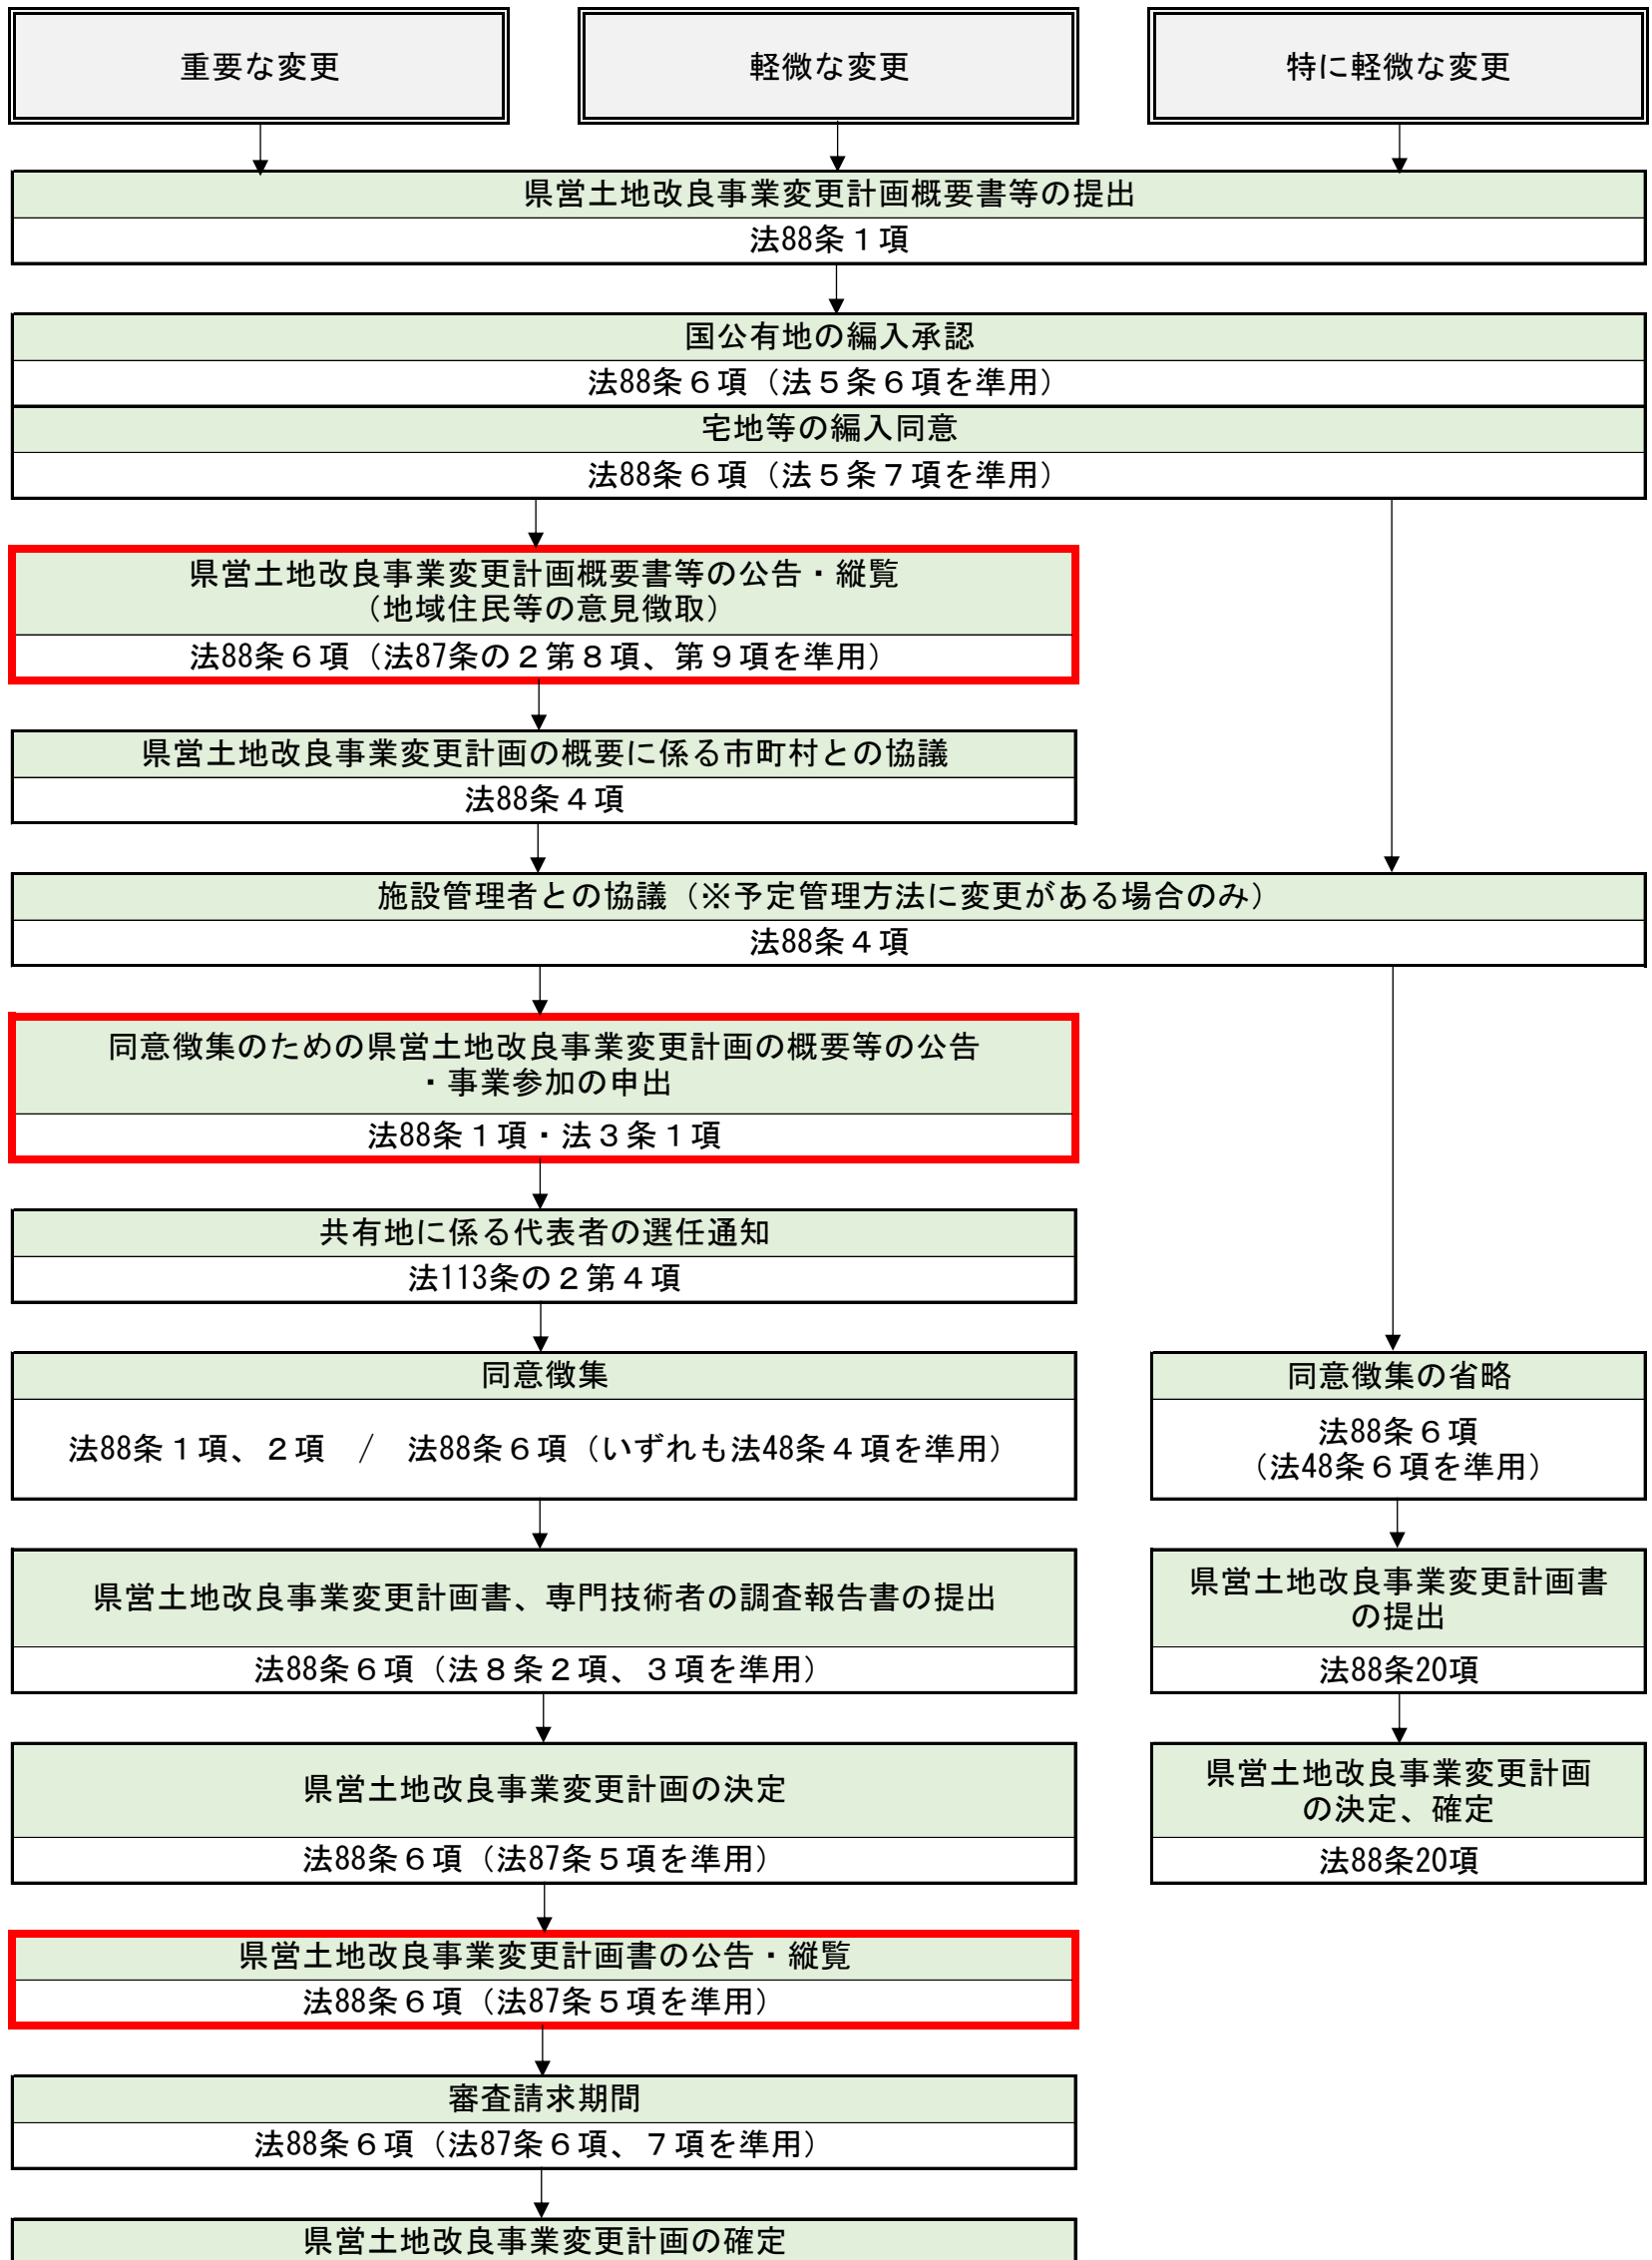 重要な変更
軽微な変更
特に軽微な変更
県営土地改良事業変更計画概要書等の提出
法88条１項
国公有地の編入承認
法88条６項（法５条６項を準用）
宅地等の編入同意
法88条６項（法５条７項を準用）
県営土地改良事業変更計画概要書等の公告・縦覧
（地域住民等の意見徴取）
法88条６項（法87条の２第８項、第９項を準用）
県営土地改良事業変更計画の概要に係る市町村との協議
法88条４項
施設管理者との協議（※予定管理方法に変更がある場合のみ）
法88条４項
同意徴集のための県営土地改良事業変更計画の概要等の公告
・事業参加の申出
法88条１項・法３条１項
共有地に係る代表者の選任通知
法113条の２第４項
同意徴集
法88条１項、２項　/　法88条６項（いずれも法48条４項を準用）
同意徴集の省略
法88条６項
（法48条６項を準用）
県営土地改良事業変更計画書、専門技術者の調査報告書の提出
法88条６項（法８条２項、３項を準用）
県営土地改良事業変更計画書
の提出
法88条20項
県営土地改良事業変更計画の決定
法88条６項（法87条５項を準用）
県営土地改良事業変更計画
の決定、確定
法88条20項
県営土地改良事業変更計画書の公告・縦覧
法88条６項（法87条５項を準用）
審査請求期間
法88条６項（法87条６項、７項を準用）
県営土地改良事業変更計画の確定